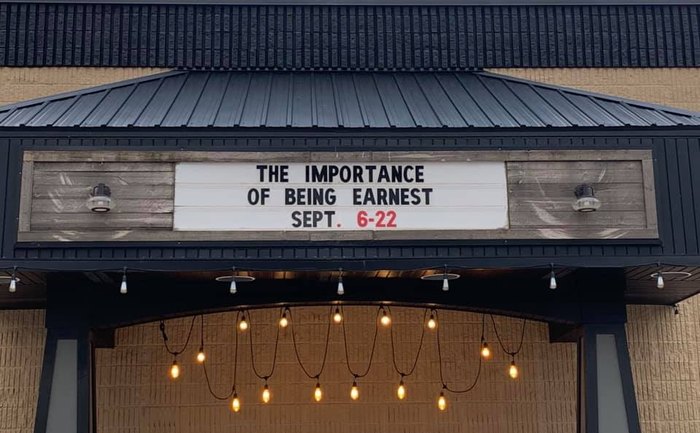 THE IMPORTANCE
OF BEING EARNEST
SEPT. 6-22